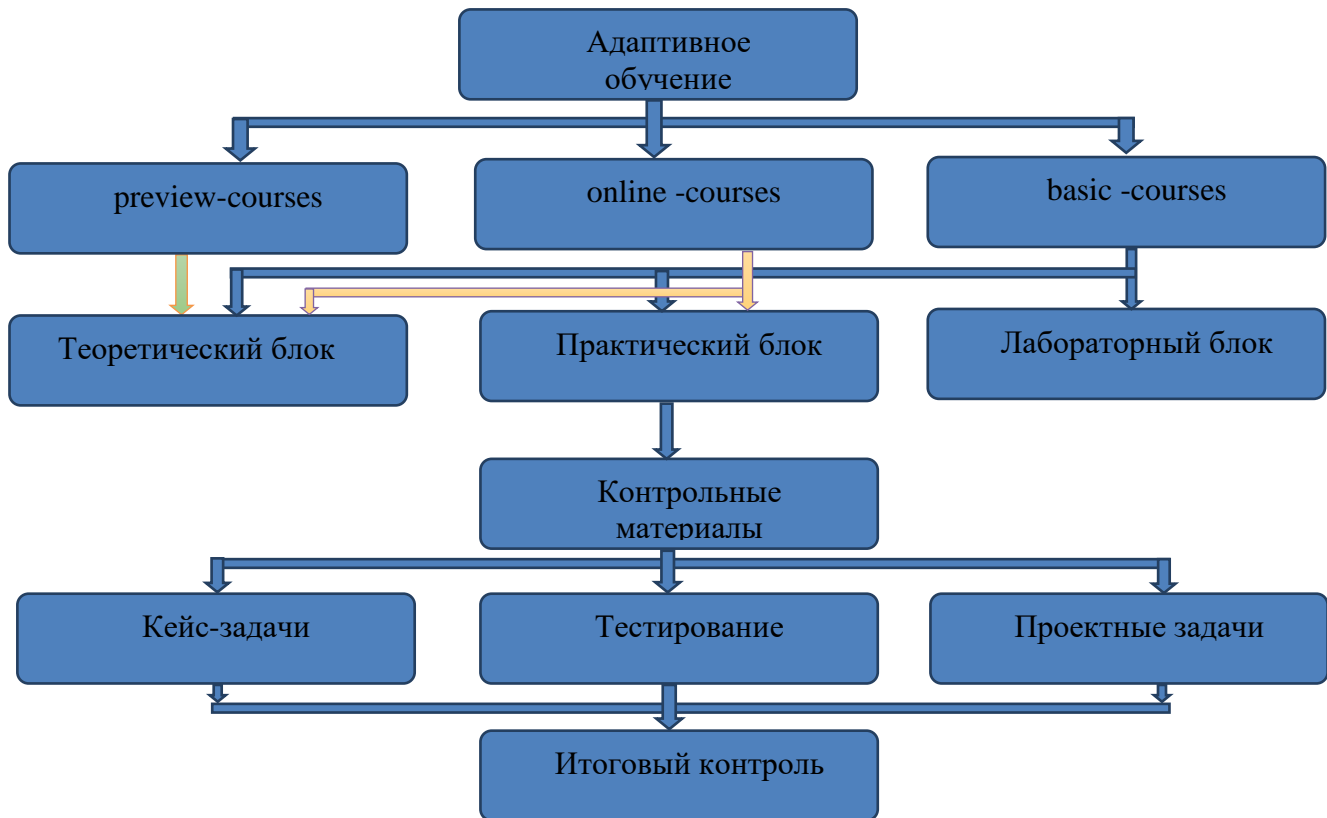 Адаптивное
обучение
preview-courses
online -courses
basic -courses
Теоретический блок
Практический блок
Лабораторный блок
Контрольные
материалы
Кейс-задачи
Тестирование
Проектные задачи
Итоговый контроль